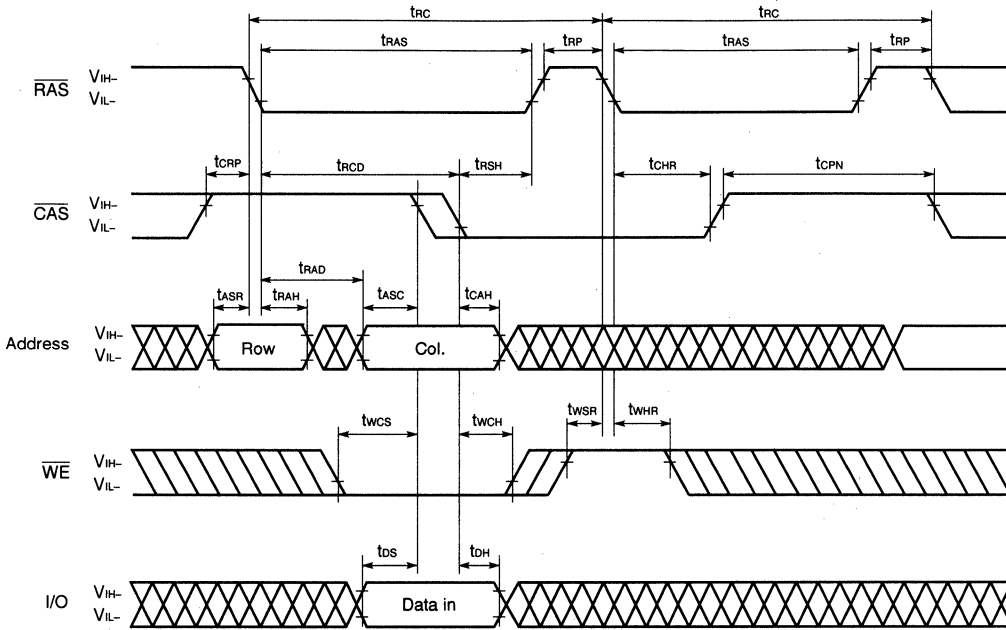 tRC tRC
tRAS tRP tRAS tRP
RAS VIH–
VIL–
tCRP tRCD tRSH tCHR tCPN
CAS VIH–
VIL–
tRAD
tASR tRAH tASC tCAH
Address VIH–
VIL–
Row Col.
tWCS tWCH tWSR tWHR
WE VIH–
VIL–
tDS tDH
I/O VIH–
VIL–
Data in